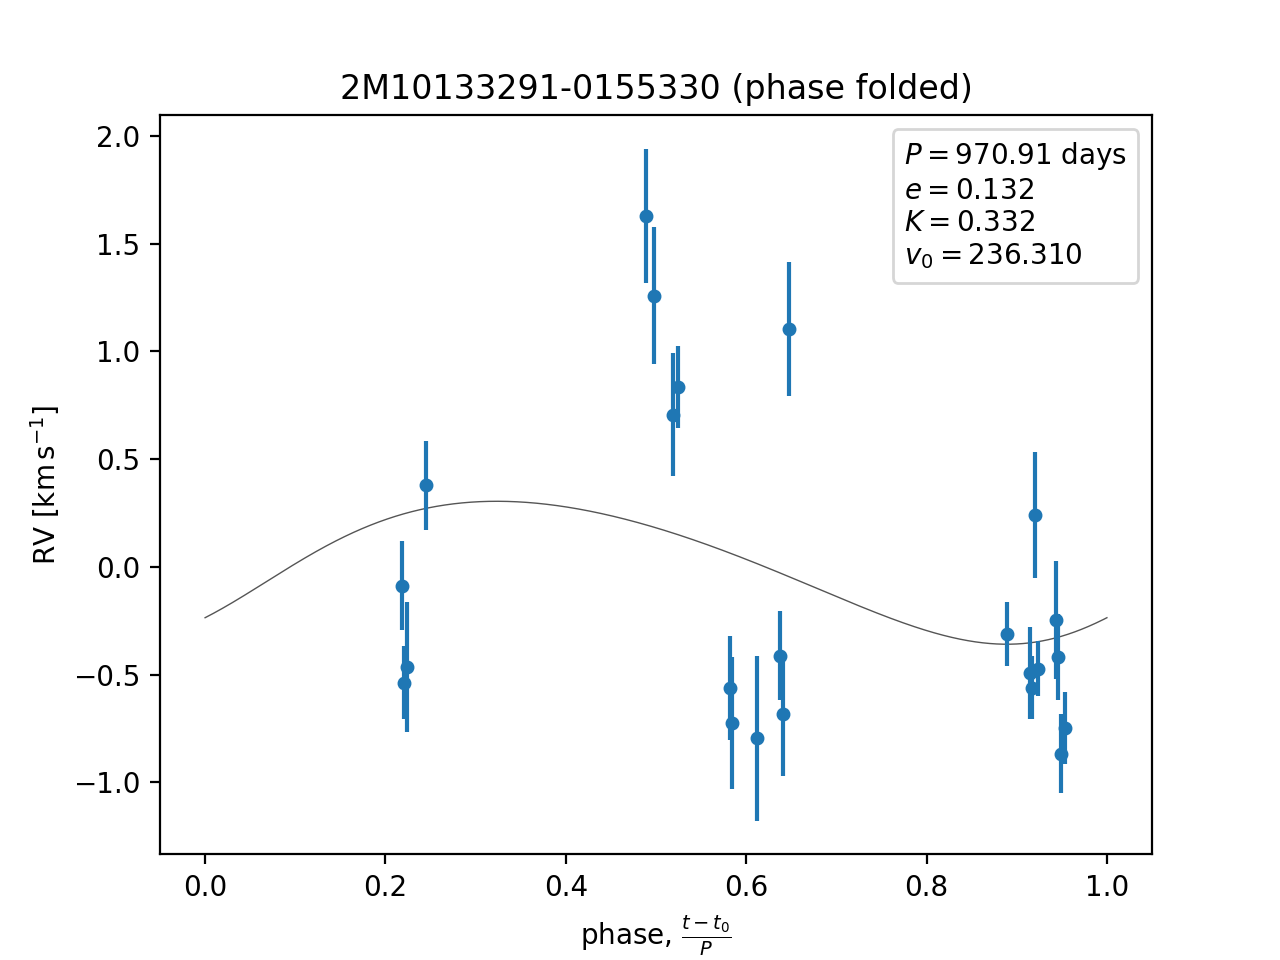 2M10133291-0155330 (phase folded)
P = 970.91 days
e = 0.132
K = 0.332
v₀ = 236.310
RV [km s⁻¹]
2.0
1.5
1.0
0.5
0.0
−0.5
−1.0
0.0 0.2 0.4 0.6 0.8 1.0
phase, (t − t₀)/P